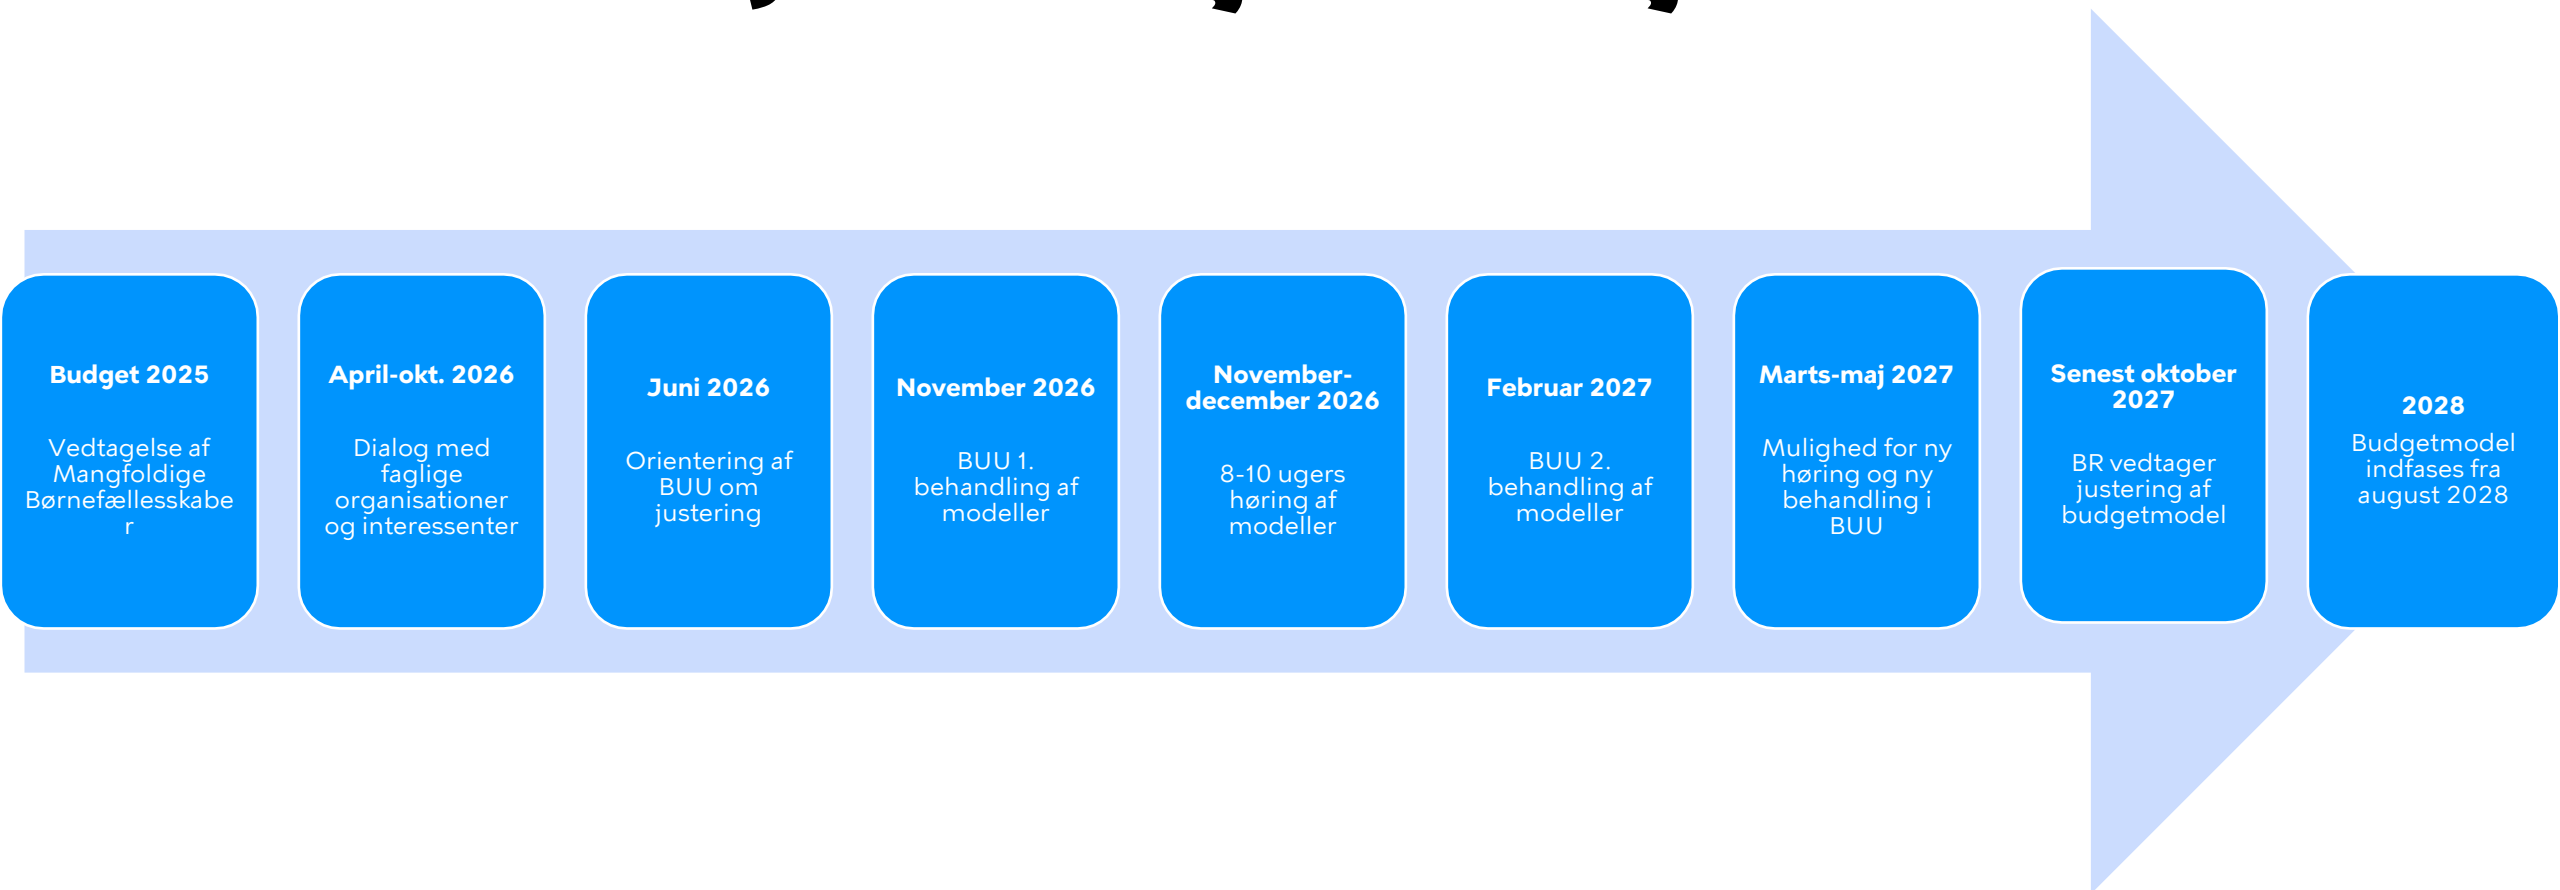 Budget 2025
Vedtagelse af
Mangfoldige
Børnefællesskabe
r
April-okt. 2026
Dialog med
faglige
organisationer
og interessenter
Juni 2026
Orientering af
BUU om
justering
November 2026
BUU 1.
behandling af
modeller
November-
december 2026
8-10 ugers
høring af
modeller
Februar 2027
BUU 2.
behandling af
modeller
Marts-maj 2027
Mulighed for ny
høring og ny
behandling i
BUU
Senest oktober
2027
BR vedtager
justering af
budgetmodel
2028
Budgetmodel
indfases fra
august 2028